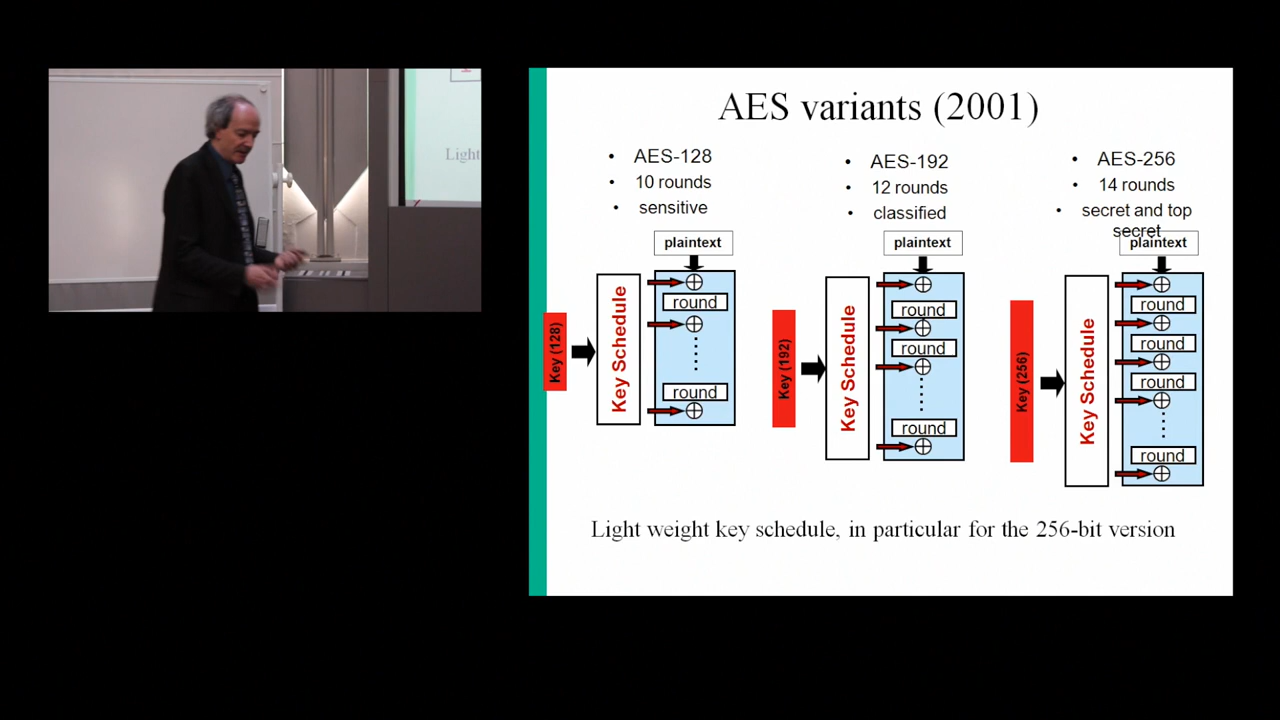 AES variants (2001)
• AES-128
• 10 rounds
• sensitive
plaintext
Key (128)
Key Schedule
round
round
• AES-192
• 12 rounds
• classified
plaintext
Key (192)
Key Schedule
round
round
round
• AES-256
• 14 rounds
• secret and top
secret
plaintext
Key (256)
Key Schedule
round
round
round
round
Light weight key schedule, in particular for the 256-bit version
Light